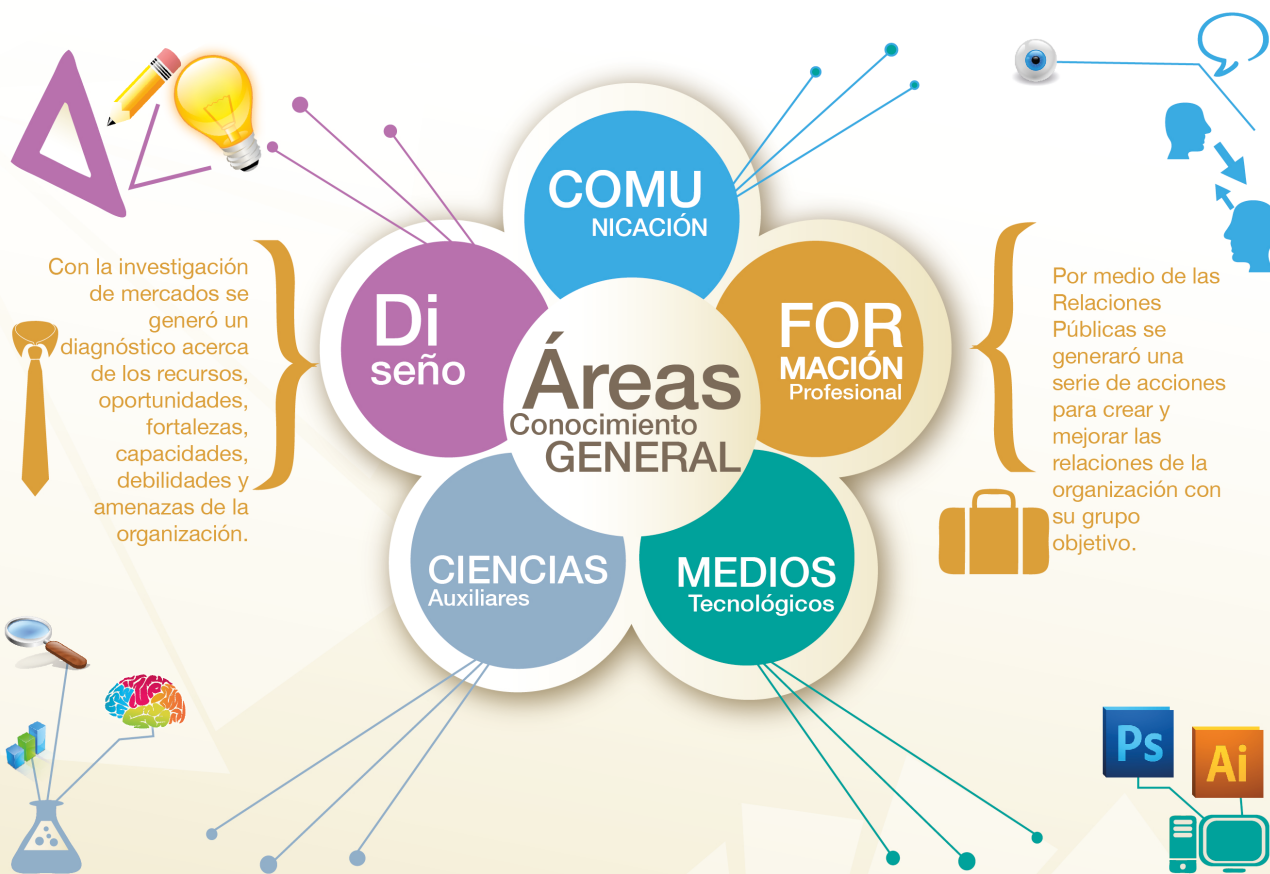 COMU
NICACIÓN
Di
seño
FOR
MACIÓN
Profesional
Áreas
Conocimiento
GENERAL
CIENCIAS
Auxiliares
MEDIOS
Tecnológicos
Con la investigación
de mercados se
generó un
diagnóstico acerca
de los recursos,
oportunidades,
fortalezas,
capacidades,
debilidades y
amenazas de la
organización.
Por medio de las
Relaciones
Públicas se
generaró una
serie de acciones
para crear y
mejorar las
relaciones de la
organización con
su grupo
objetivo.
Ps
Ai